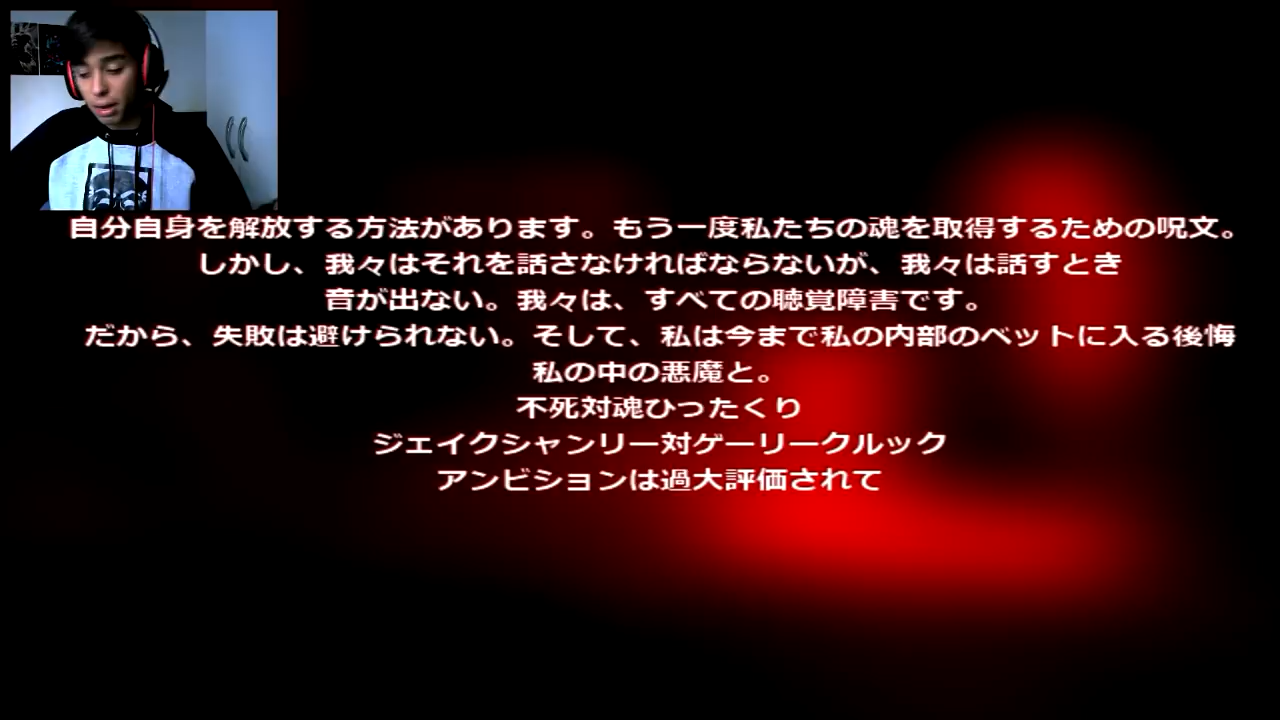 自分自身を解放する方法があります。もう一度私たちの魂を取得するための呪文。
しかし、我々はそれを話さなければならないが、我々は話すとき
音が出ない。我々は、すべての聴覚障害です。
だから、失敗は避けられない。そして、私は今まで私の内部のベットに入る後悔
私の中の悪魔と。
不死対魂ひったくり
ジェイクシャンリー対ゲーリークルック
アンビションは過大評価されて